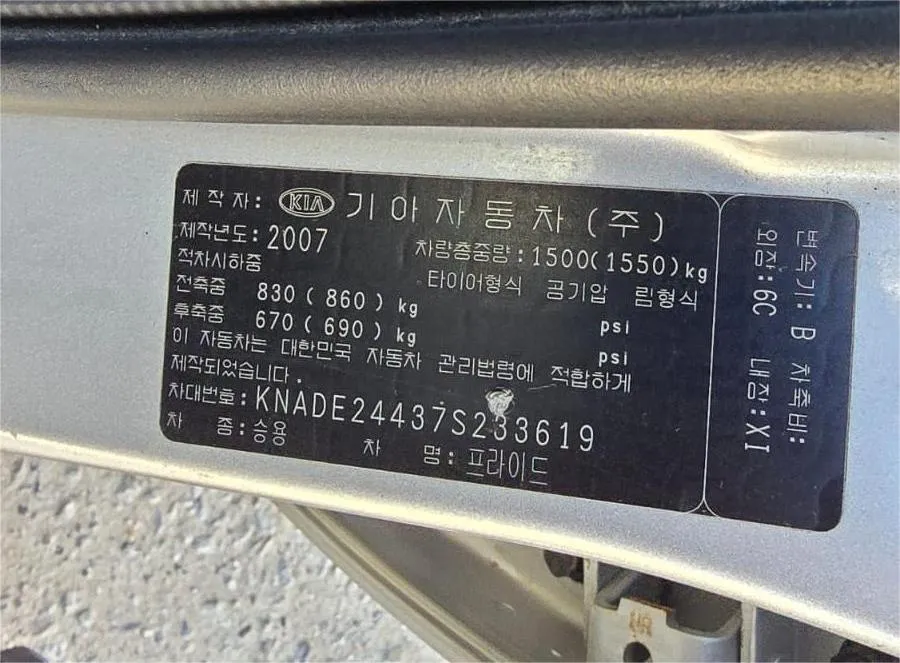 제 작 자: KIA 기 아 자 동 차 (주)
제작년도: 2007 차량총중량: 1500(1550)kg
적차시하중 타이어형식 공기압 림형식
전축중 830 ( 860 ) kg psi
후축중 670 ( 690 ) kg psi
이 자동차는 대한민국 자동차 관리법령에 적합하게
제작되었습니다.
차대번호: KNADE24437S233619
차 종: 승용 차 명: 프라이드
변속기: B 차축비:
외장: 6C 내장: XI